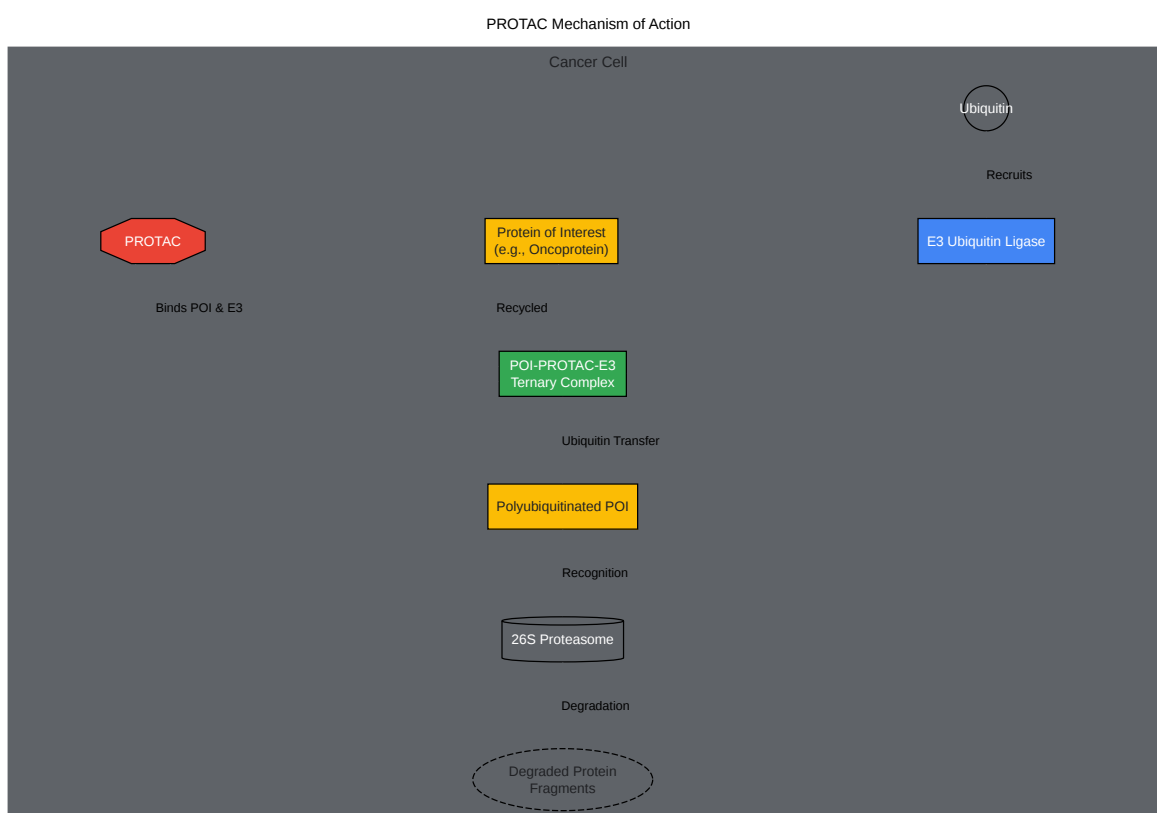 PROTAC Mechanism of Action
Cancer Cell
Ubiquitin
Recruits
PROTAC
Protein of Interest
(e.g., Oncoprotein)
E3 Ubiquitin Ligase
Binds POI & E3
Recycled
POI-PROTAC-E3
Ternary Complex
Ubiquitin Transfer
Polyubiquitinated POI
Recognition
26S Proteasome
Degradation
Degraded Protein
Fragments